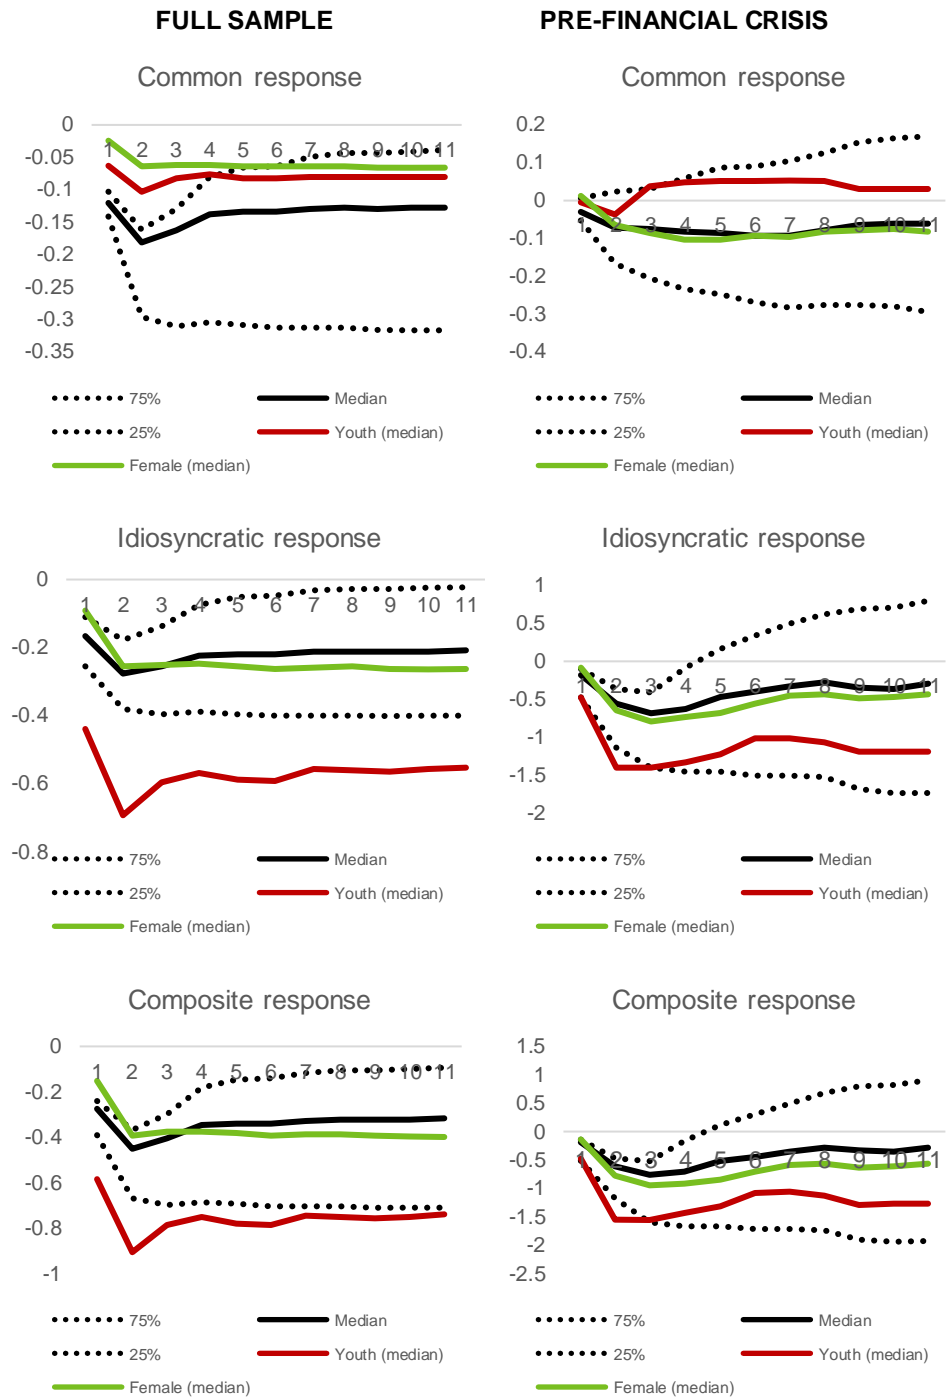 FULL SAMPLE
PRE-FINANCIAL CRISIS
Common response
0
-0.05
-0.1
-0.15
-0.2
-0.25
-0.3
-0.35
1 2 3 4 5 6 7 8 9 10 11
75%
Median
25%
Youth (median)
Female (median)
Common response
0.2
0.1
0
-0.1
-0.2
-0.3
-0.4
1 2 3 4 5 6 7 8 9 10 11
75%
Median
25%
Youth (median)
Female (median)
Idiosyncratic response
0
-0.2
-0.4
-0.6
-0.8
1 2 3 4 5 6 7 8 9 10 11
75%
Median
25%
Youth (median)
Female (median)
Idiosyncratic response
1
0.5
0
-0.5
-1
-1.5
-2
1 2 3 4 5 6 7 8 9 10 11
75%
Median
25%
Youth (median)
Female (median)
Composite response
0
-0.2
-0.4
-0.6
-0.8
-1
1 2 3 4 5 6 7 8 9 10 11
75%
Median
25%
Youth (median)
Female (median)
Composite response
1.5
1
0.5
0
-0.5
-1
-1.5
-2
-2.5
1 2 3 4 5 6 7 8 9 10 11
75%
Median
25%
Youth (median)
Female (median)